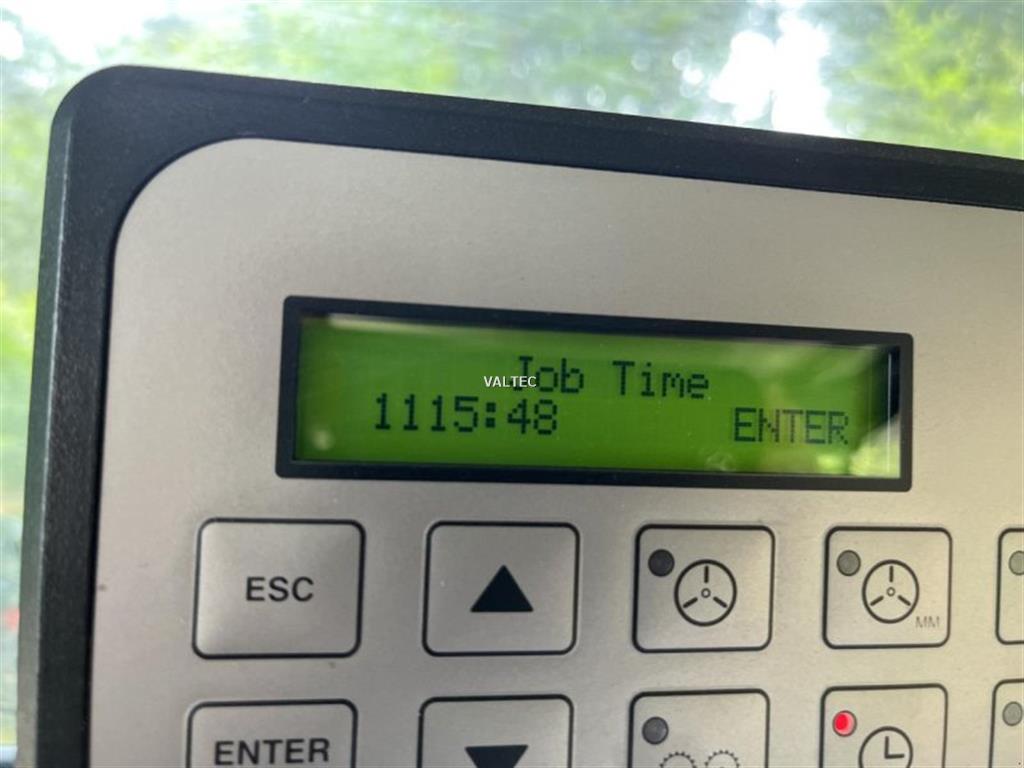 Job Time
VALTEC
1115:48 ENTER
ESC
MM
ENTER